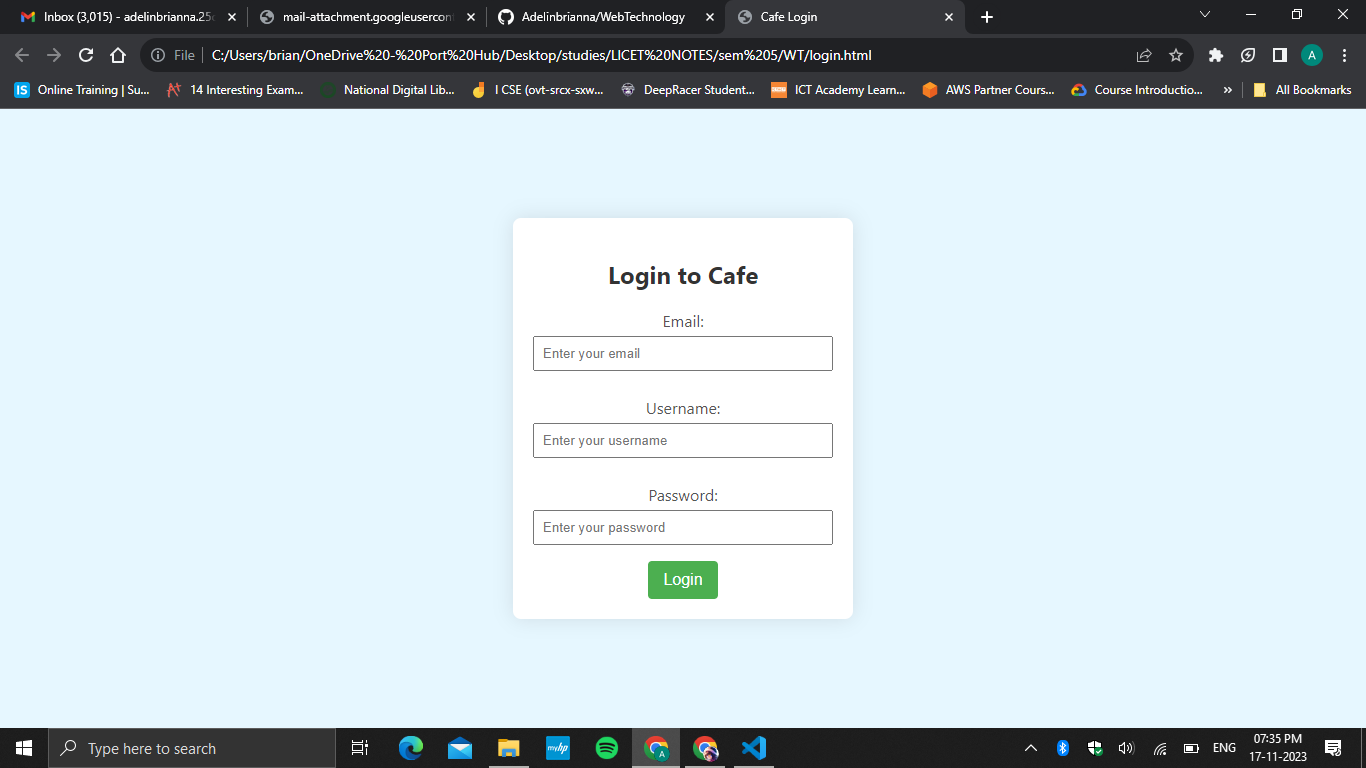 Inbox (3,015) - adelinbrianna.25c
mail-attachment.googleusercont
Adelinbrianna/WebTechnology
Cafe Login
File
C:/Users/brian/OneDrive%20-%20Port%20Hub/Desktop/studies/LICET%20NOTES/sem%205/WT/login.html
A
IS Online Training | Su...
14 Interesting Exam...
National Digital Lib...
I CSE (ovt-srcx-sxw...
DeepRacer Student...
ICT Academy Learn...
AWS Partner Cours...
Course Introductio...
»
All Bookmarks
Login to Cafe
Email:
Enter your email
Username:
Enter your username
Password:
Enter your password
Login
Type here to search
myhp
A
ENG
07:35 PM
17-11-2023